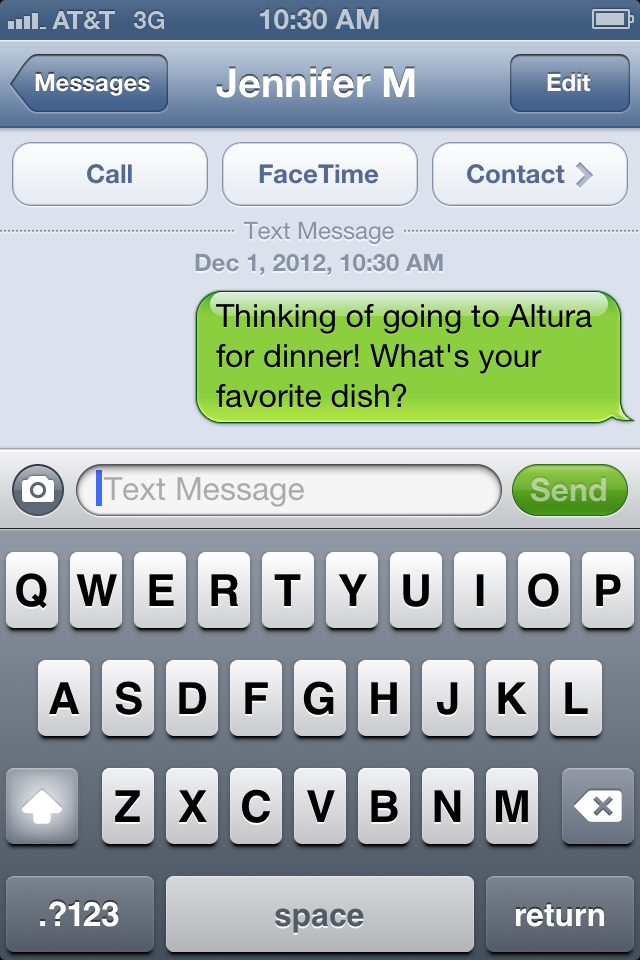 AT&T 3G 10:30 AM
Messages Jennifer M Edit
Call FaceTime Contact
Text Message
Dec 1, 2012, 10:30 AM
Thinking of going to Altura
for dinner! What's your
favorite dish?
Text Message Send
Q W E R T Y U I O P
A S D F G H J K L
Z X C V B N M
.?123 space return